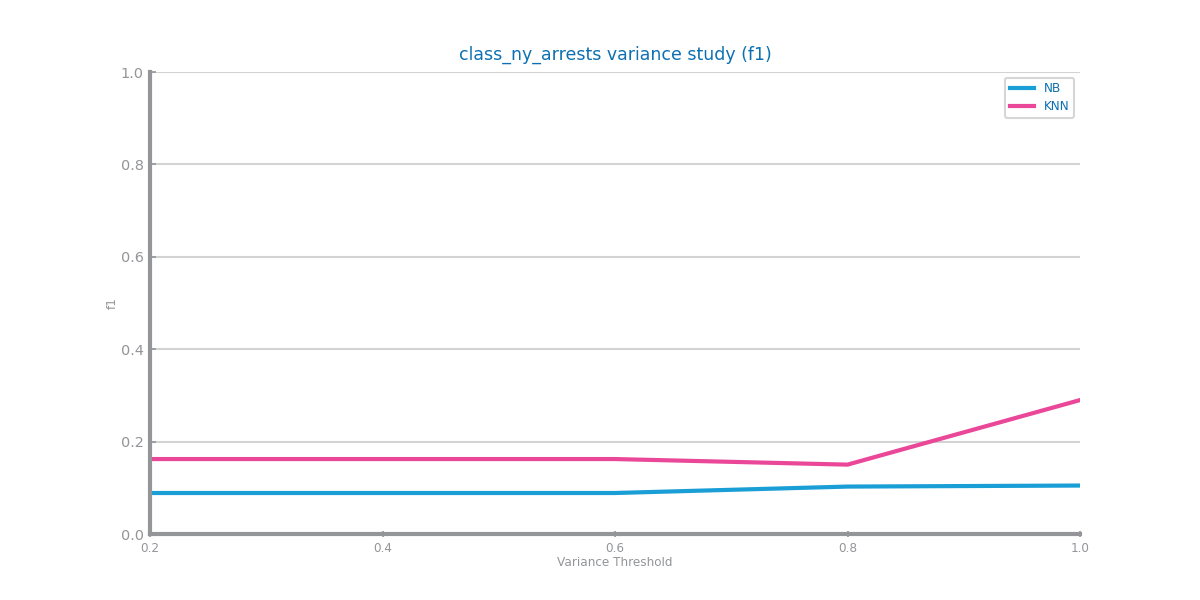 class_ny_arrests variance study (f1)
1.0
0.8
0.6
0.4
0.2
0.0
f1
NB
KNN
0.2 0.4 0.6 0.8 1.0
Variance Threshold